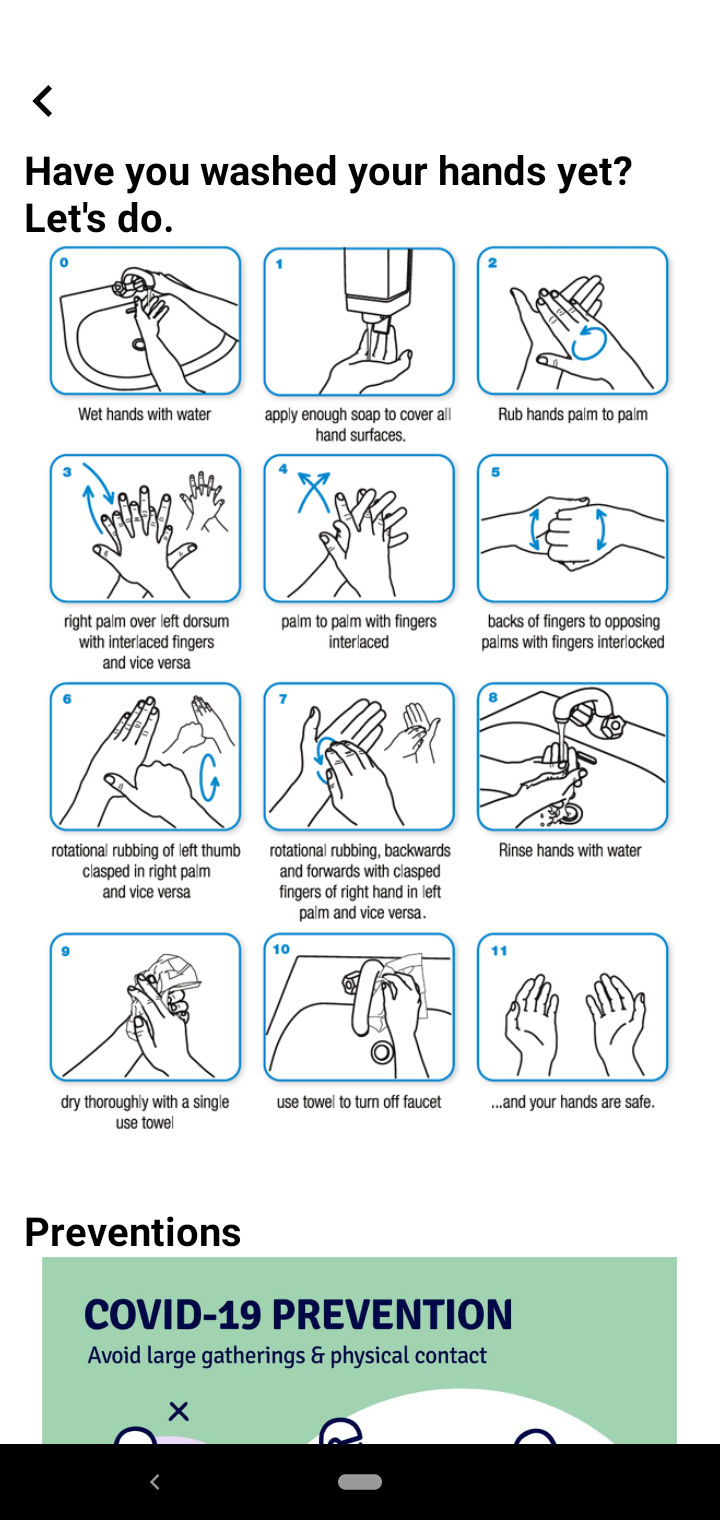 Have you washed your hands yet?
Let's do.
0
1
2
Wet hands with water
apply enough soap to cover all
hand surfaces.
Rub hands palm to palm
3
4
5
right palm over left dorsum
with interlaced fingers
and vice versa
palm to palm with fingers
interlaced
backs of fingers to opposing
palms with fingers interlocked
6
7
8
rotational rubbing of left thumb
clasped in right palm
and vice versa
rotational rubbing, backwards
and forwards with clasped
fingers of right hand in left
palm and vice versa.
Rinse hands with water
9
10
11
dry thoroughly with a single
use towel
use towel to turn off faucet
...and your hands are safe.
Preventions
COVID-19 PREVENTION
Avoid large gatherings & physical contact